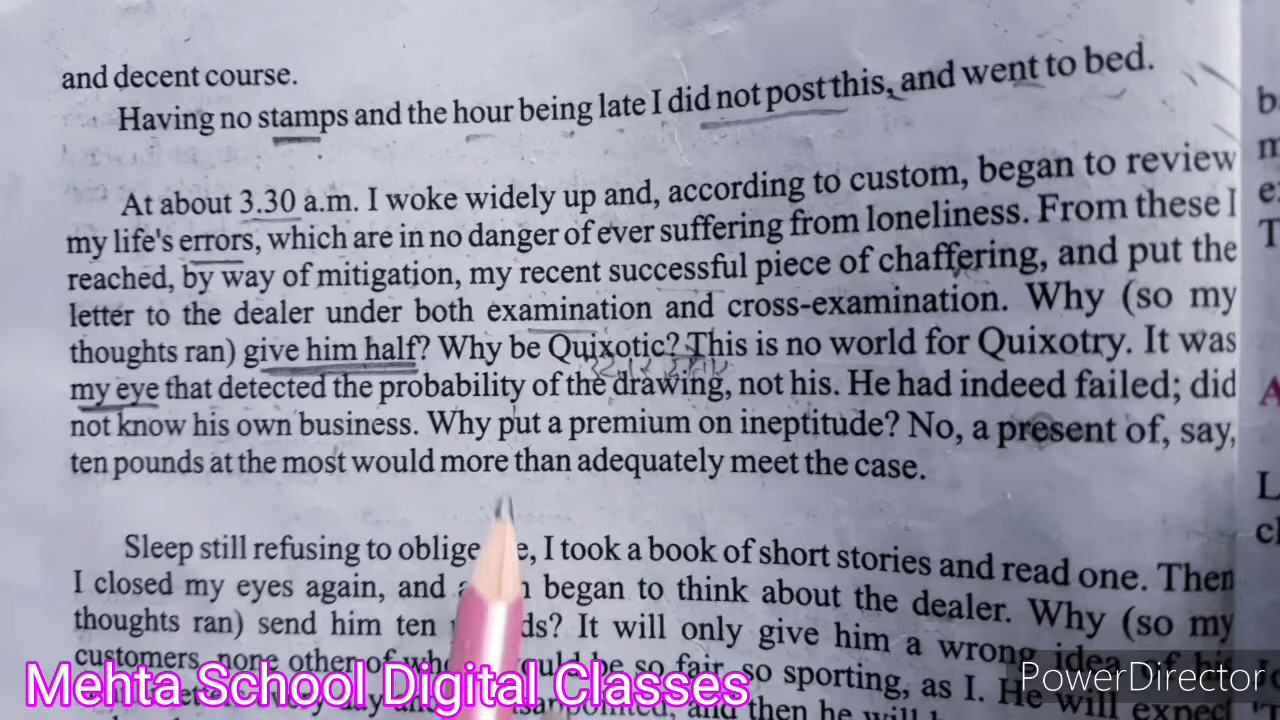 and decent course.
Having no stamps and the hour being late I did not post this, and went to bed.
At about 3.30 a.m. I woke widely up and, according to custom, began to review
my life's errors, which are in no danger of ever suffering from loneliness. From these I
reached, by way of mitigation, my recent successful piece of chaffering, and put the
letter to the dealer under both examination and cross-examination. Why (so my
thoughts ran) give him half? Why be Quixotic? This is no world for Quixotry. It was
my eye that detected the probability of the drawing, not his. He had indeed failed; did
not know his own business. Why put a premium on ineptitude? No, a present of, say,
ten pounds at the most would more than adequately meet the case.
Sleep still refusing to oblige, I took a book of short stories and read one. Then
I closed my eyes again, and began to think about the dealer. Why (so my
thoughts ran) send him ten It will only give him a wrong idea of
customers, none other of be so fair, so sporting, as I. He will expect
and then he will
Mehta School Digital Classes
PowerDirector